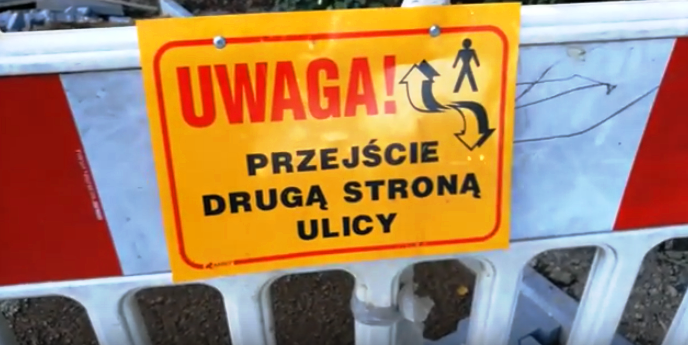 UWAGA!
PRZEJŚCIE
DRUGĄ STRONĄ
ULICY